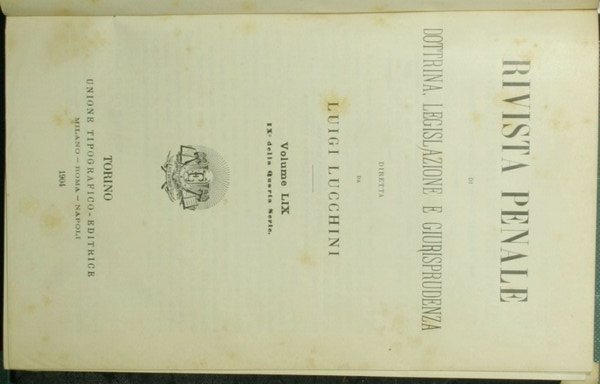 RIVISTA PENALE
DI
DOTTRINA, LEGISLAZIONE E GIURISPRUDENZA
DIRETTA
DA
LUIGI LUCCHINI
Volume LIX
IX° della Quarta Serie.
TORINO
UNIONE TIPOGRAFICO-EDITRICE
MILANO — ROMA — NAPOLI
1904